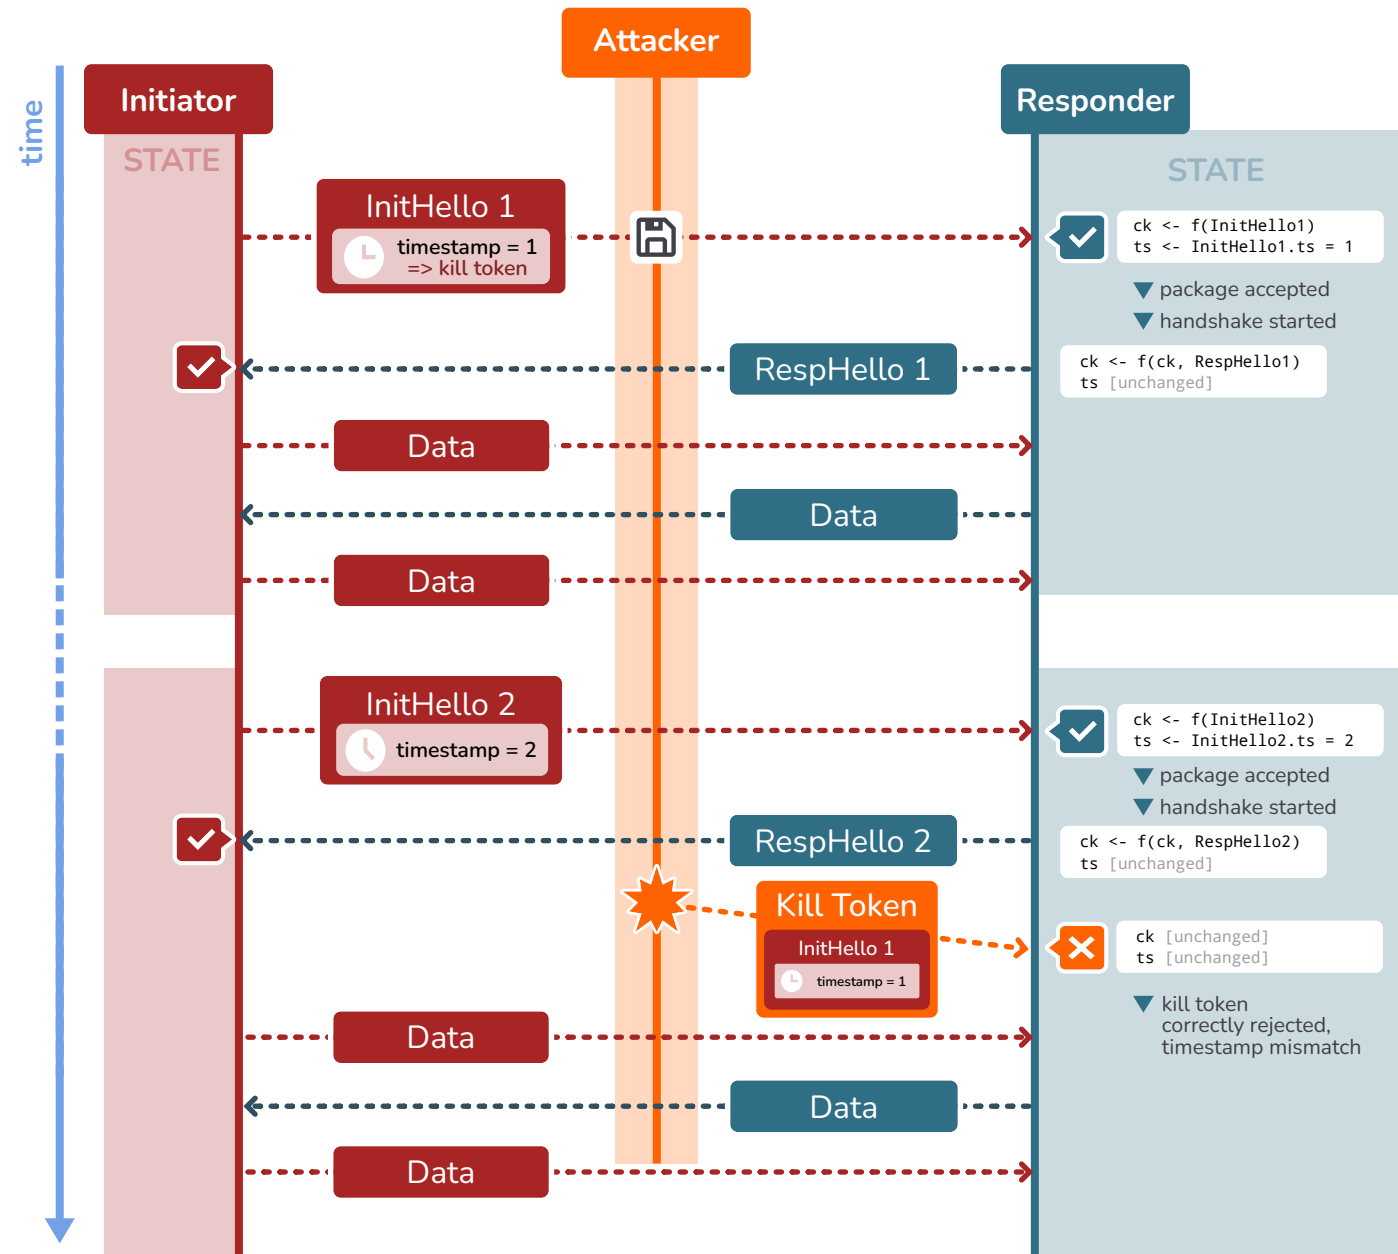 Attacker
Initiator
Responder
time
STATE
STATE
InitHello 1
timestamp = 1
=> kill token
ck <- f(InitHello1)
ts <- InitHello1.ts = 1
package accepted
handshake started
RespHello 1
ck <- f(ck, RespHello1)
ts [unchanged]
Data
Data
Data
InitHello 2
timestamp = 2
ck <- f(InitHello2)
ts <- InitHello2.ts = 2
package accepted
handshake started
RespHello 2
ck <- f(ck, RespHello2)
ts [unchanged]
Kill Token
InitHello 1
timestamp = 1
ck [unchanged]
ts [unchanged]
kill token
correctly rejected,
timestamp mismatch
Data
Data
Data